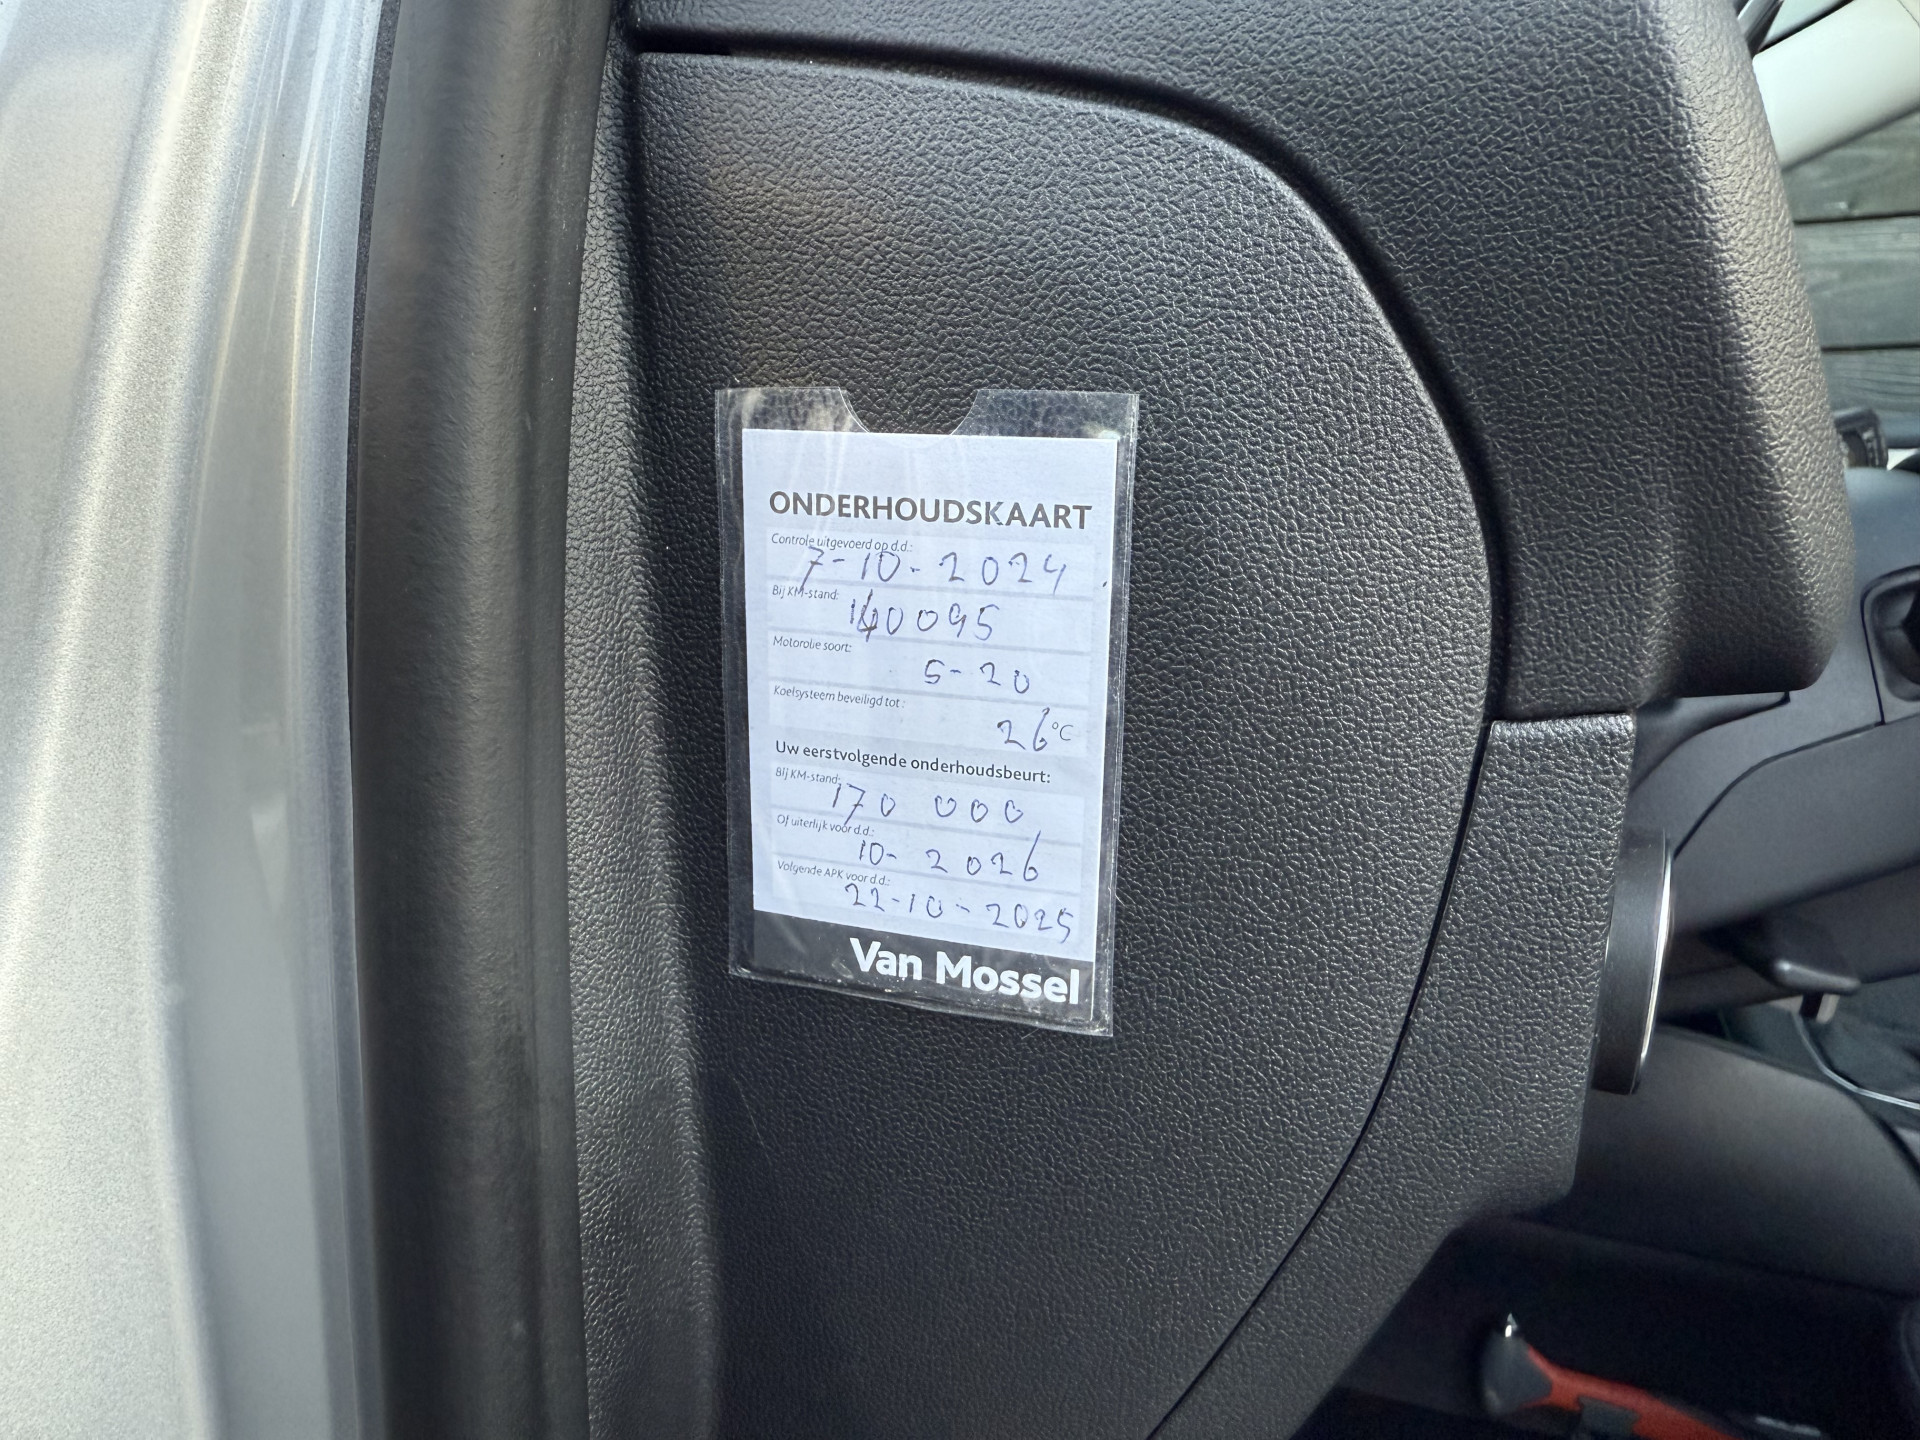 ONDERHOUDSKAART
Controle uitgevoerd op d.d.:
7-10-2024
Bij KM-stand:
140095
Motorolie soort:
5-20
Koelsysteem beveiligd tot:
26°C
Uw eerstvolgende onderhoudsbeurt:
Bij KM-stand:
170 000
Of uiterlijk voor d.d.:
10-2026
Volgende APK voor d.d.:
22-10-2025
Van Mossel